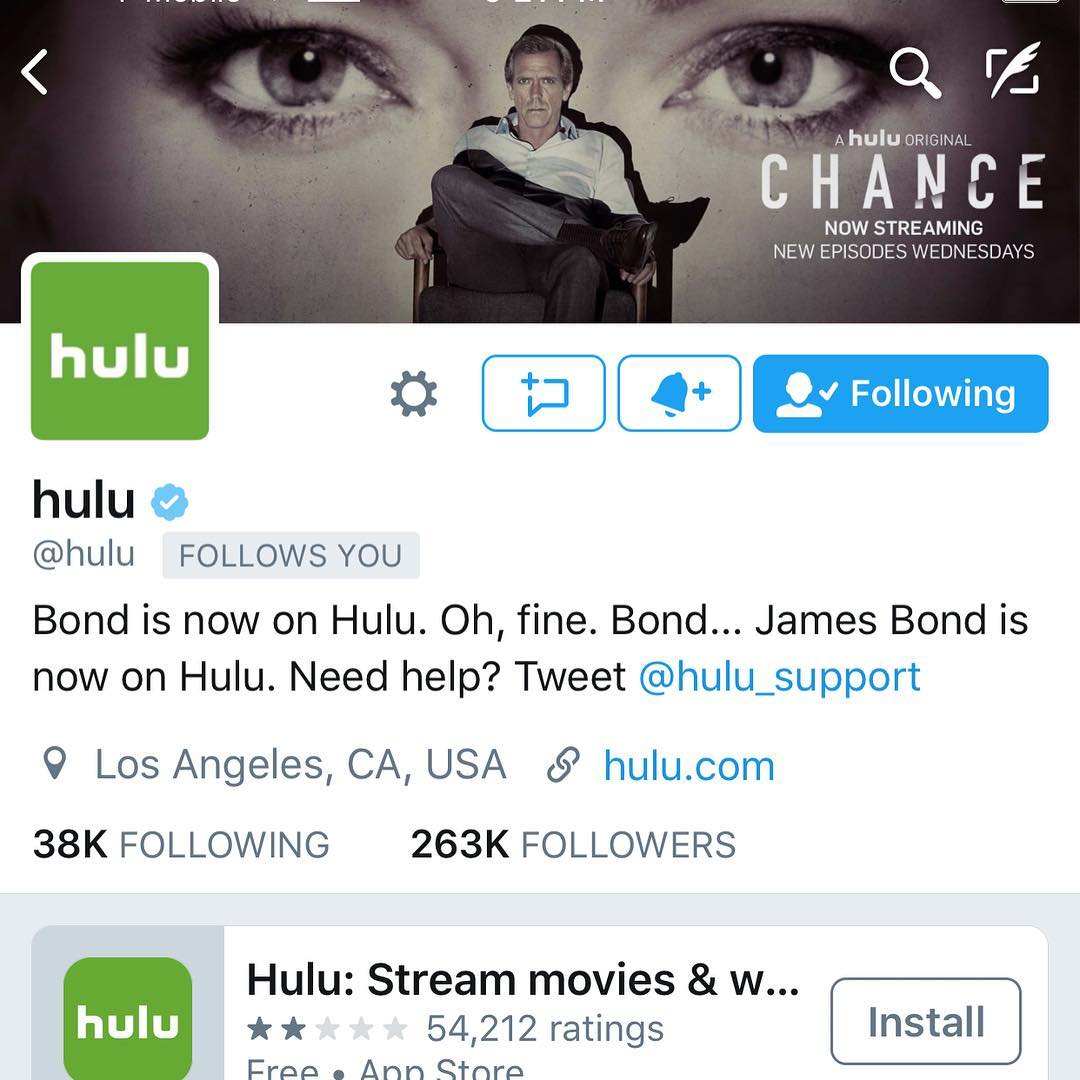 A hulu ORIGINAL
CHANCE
NOW STREAMING
NEW EPISODES WEDNESDAYS
hulu
Following
hulu
@hulu FOLLOWS YOU
Bond is now on Hulu. Oh, fine. Bond... James Bond is
now on Hulu. Need help? Tweet @hulu_support
Los Angeles, CA, USA hulu.com
38K FOLLOWING 263K FOLLOWERS
hulu
Hulu: Stream movies & w...
54,212 ratings
Free • App Store
Install